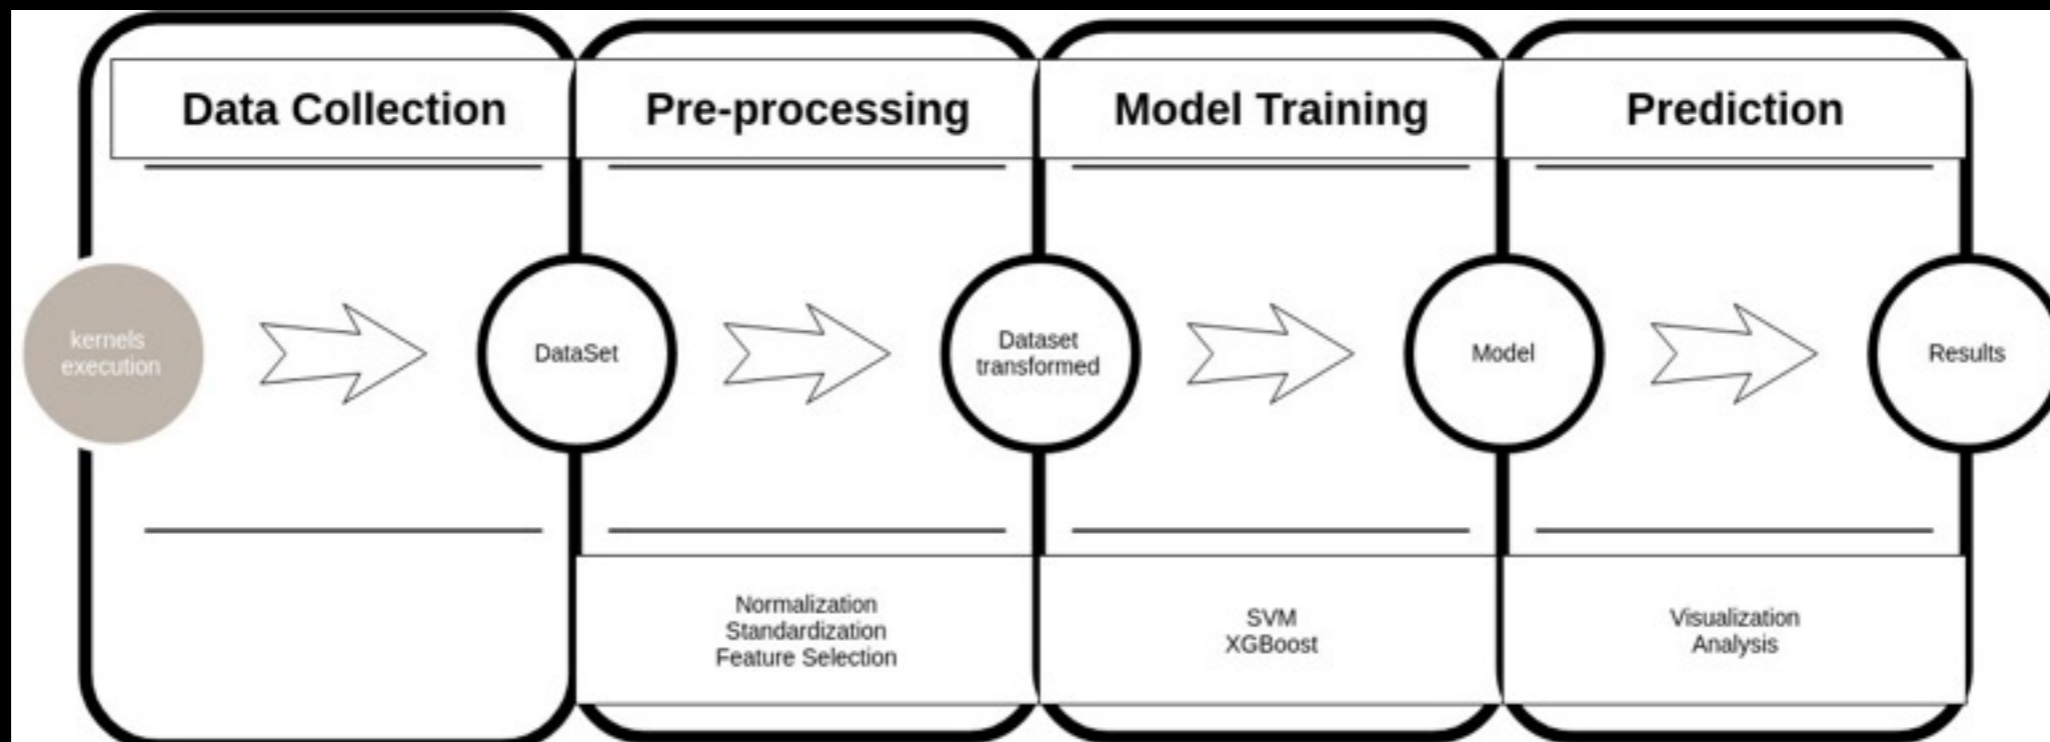 Data Collection
Pre-processing
Model Training
Prediction
kernels
execution
DataSet
Dataset
transformed
Model
Results
Normalization
Standardization
Feature Selection
SVM
XGBoost
Visualization
Analysis